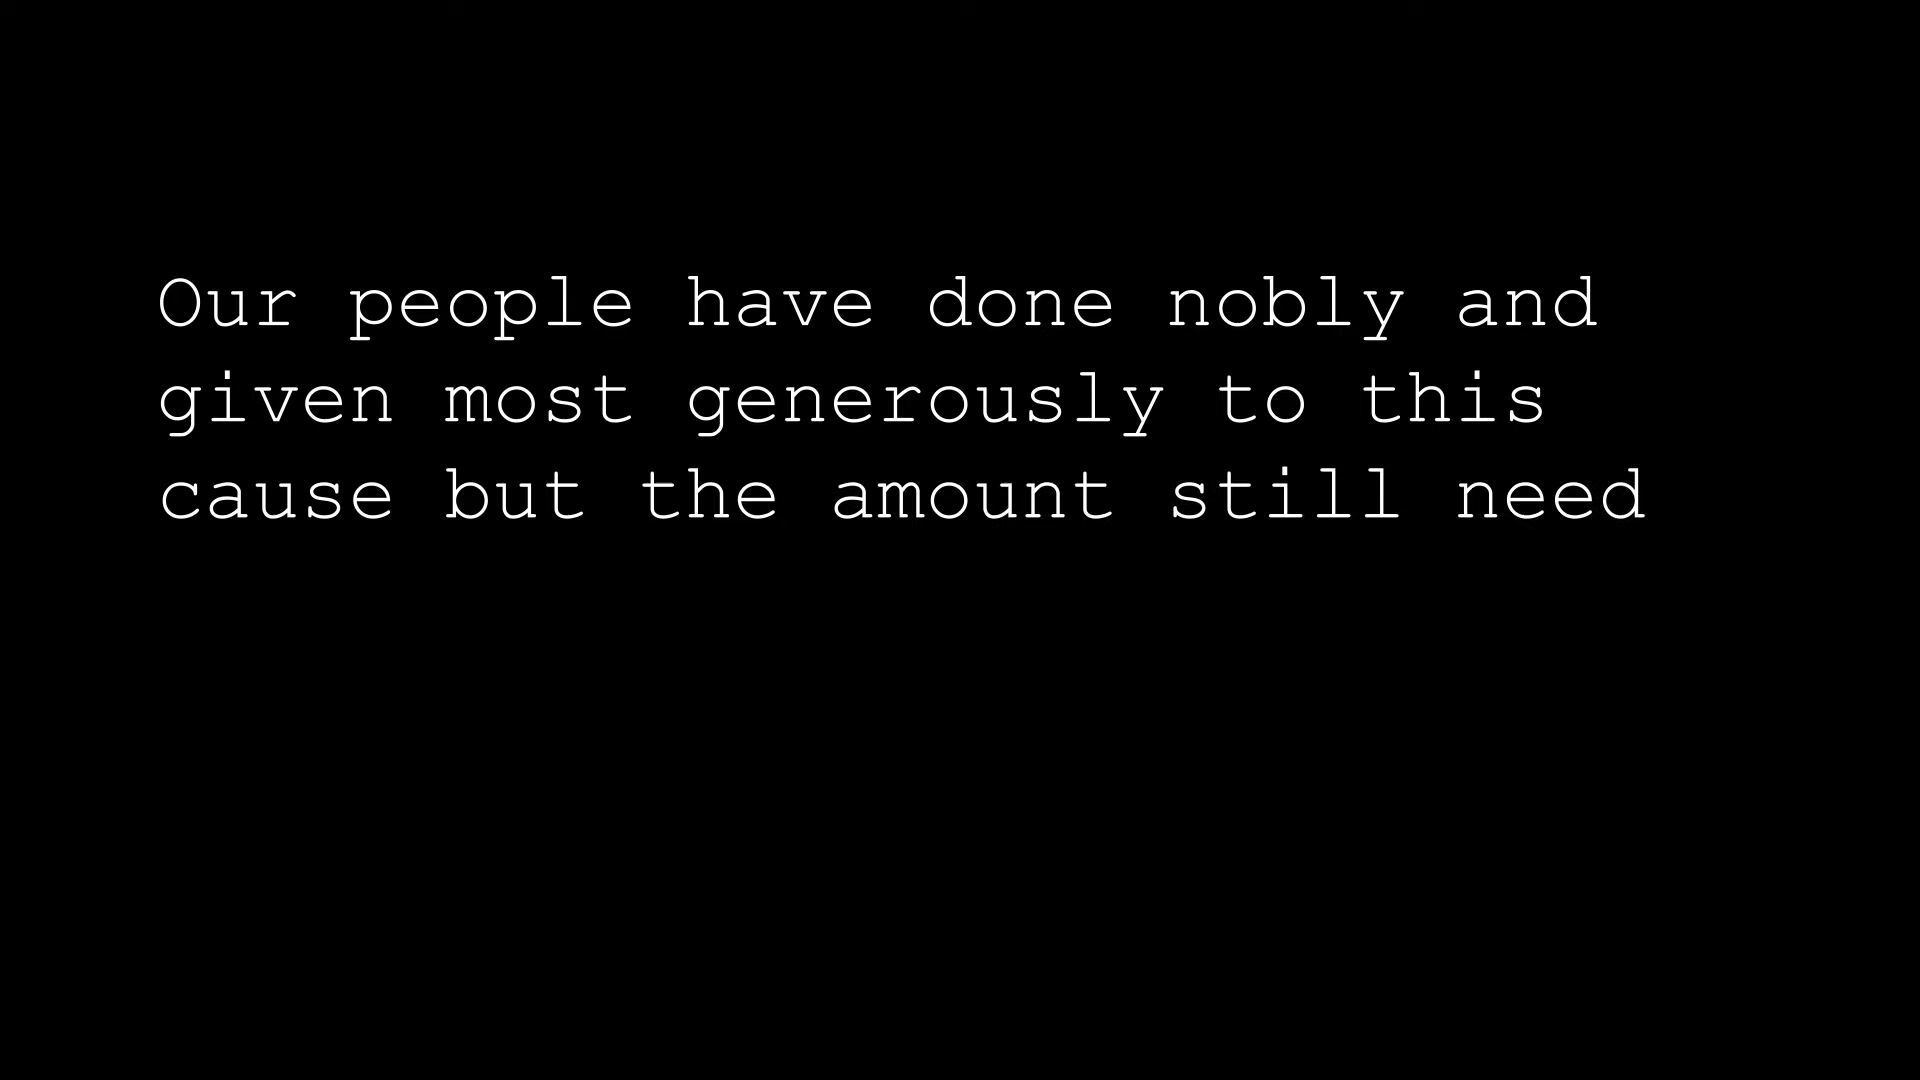 Our people have done nobly and
given most generously to this
cause but the amount still need